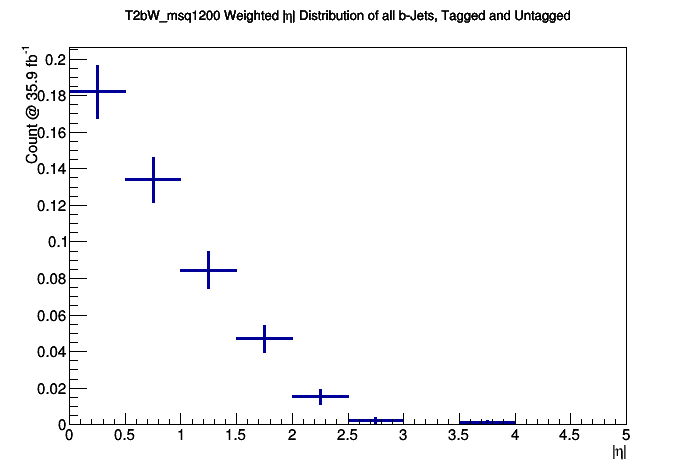 T2bW_msq1200 Weighted |η| Distribution of all b-Jets, Tagged and Untagged
Count @ 35.9 fb⁻¹
0.2
0.18
0.16
0.14
0.12
0.1
0.08
0.06
0.04
0.02
0
0 0.5 1 1.5 2 2.5 3 3.5 4 4.5 5
|η|